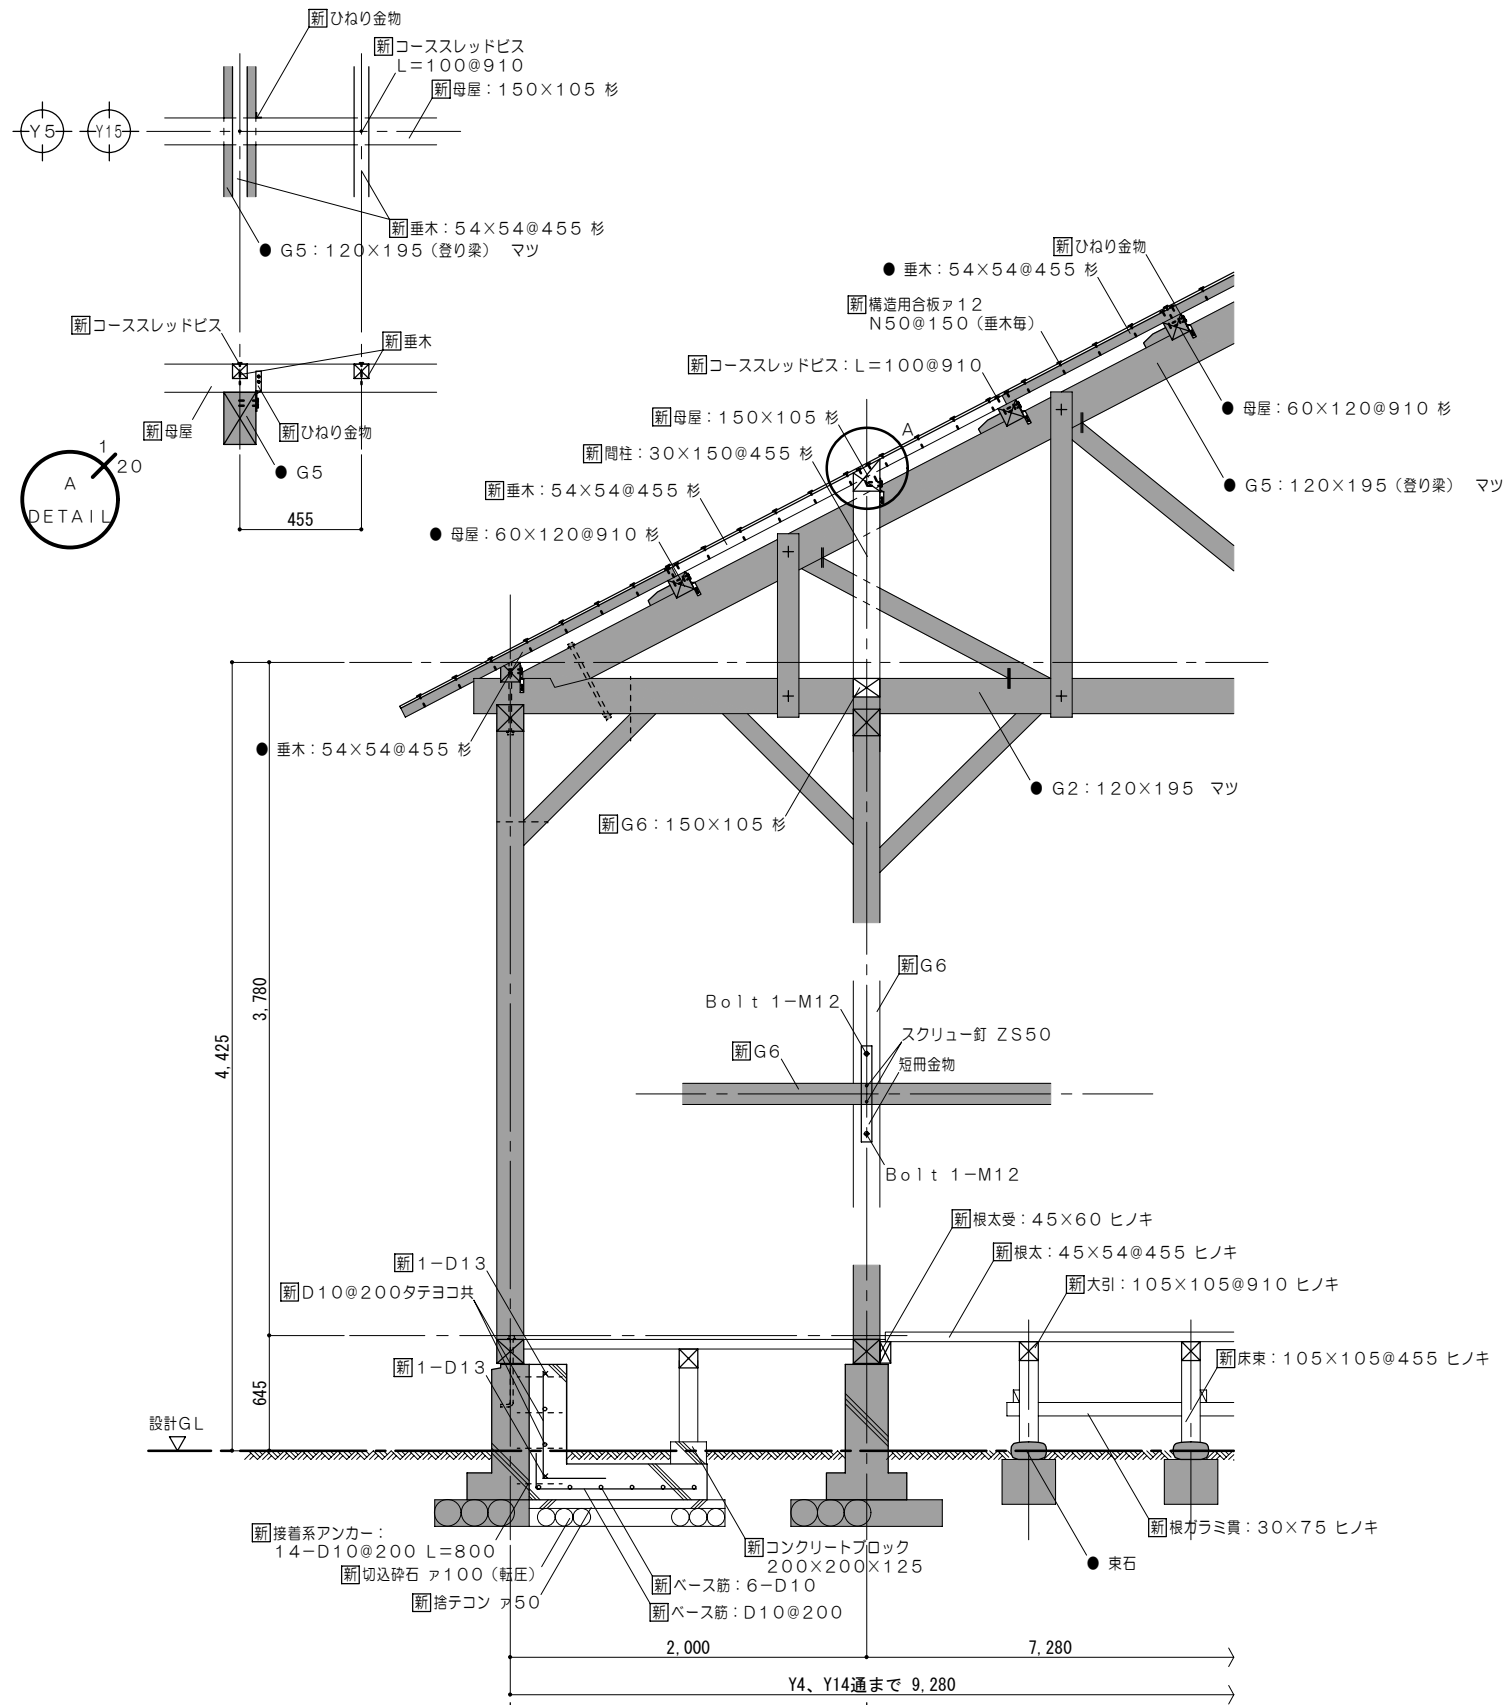 新 ひねり金物
新 コーススレッドビス
L=100@910
新 母屋：150×105 杉
Y5
Y15
新 垂木：54×54@455 杉
● G5：120×195（登り梁） マツ
新 コーススレッドビス
新 垂木
新 母屋
新 ひねり金物
● G5
1
20
A
DETAIL
455
新 ひねり金物
● 垂木：54×54@455 杉
新 構造用合板ァ12
N50@150（垂木毎）
新 コーススレッドビス：L=100@910
● 母屋：60×120@910 杉
新 母屋：150×105 杉
A
新 間柱：30×150@455 杉
新 垂木：54×54@455 杉
● G5：120×195（登り梁） マツ
● 母屋：60×120@910 杉
● 垂木：54×54@455 杉
● G2：120×195 マツ
新 G6：150×105 杉
3,780
4,425
新 G6
Bolt 1-M12
スクリュー釘 ZS50
新 G6
短冊金物
Bolt 1-M12
新 根太受：45×60 ヒノキ
新 根太：45×54@455 ヒノキ
新 大引：105×105@910 ヒノキ
新 1-D13
新 D10@200タテヨコ共
新 1-D13
新 床束：105×105@455 ヒノキ
645
設計GL
新 接着系アンカー：
14-D10@200 L=800
新 切込砕石 ァ100（転圧）
新 捨テコン ァ50
新 コンクリートブロック
200×200×125
新 ベース筋：6-D10
新 ベース筋：D10@200
新 根ガラミ貫：30×75 ヒノキ
● 束石
2,000
7,280
Y4、Y14通まで 9,280